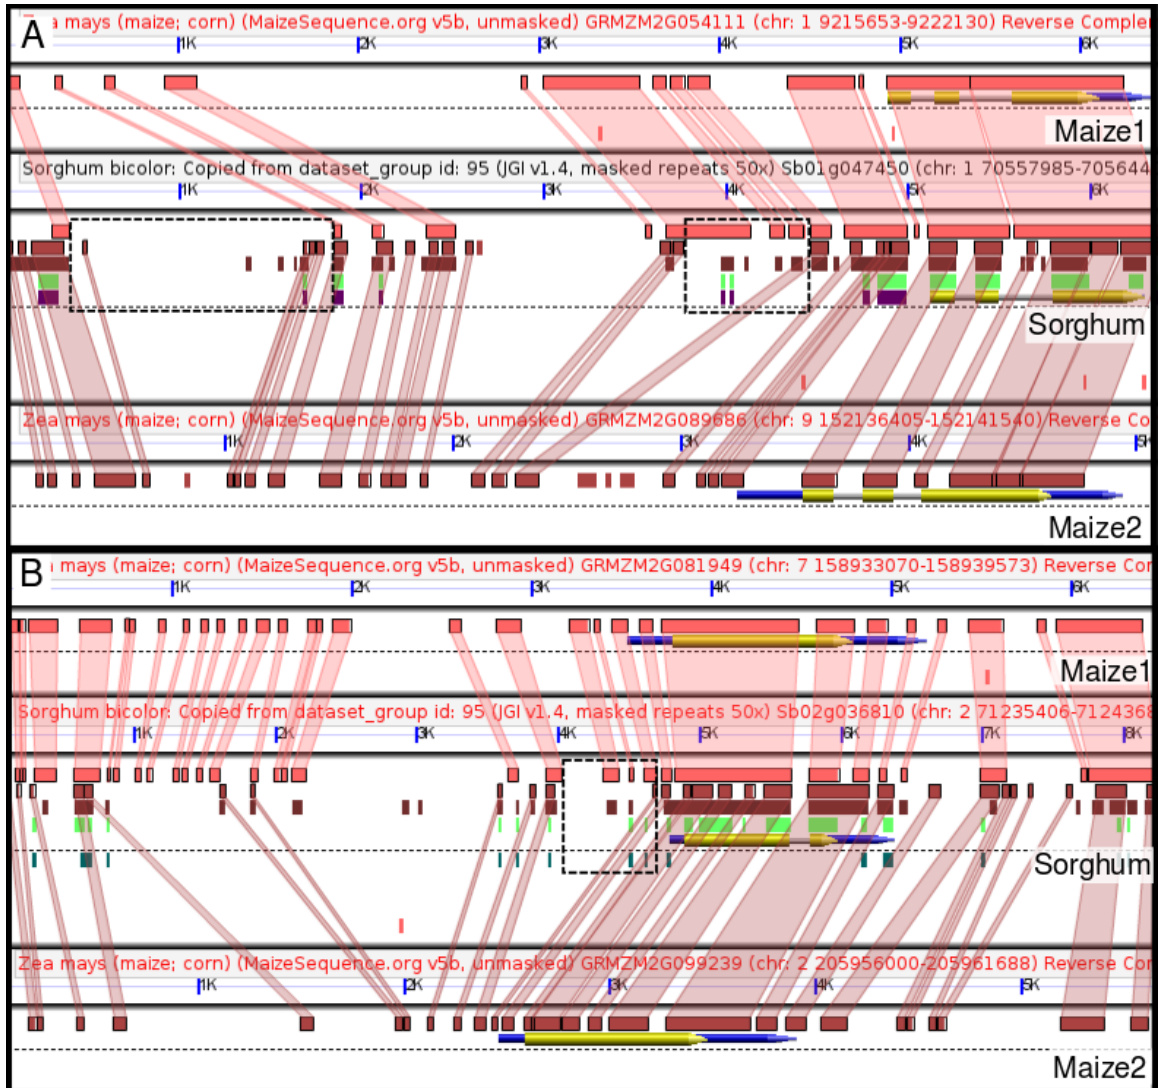 A
a mays (maize; corn) (MaizeSequence.org v5b, unmasked) GRMZM2G054111 (chr: 1 9215653-9222130) Reverse Comple
1K 2K 3K 4K 5K 6K
Maize1
Sorghum bicolor: Copied from dataset_group id: 95 (JGI v1.4, masked repeats 50x) Sb01g047450 (chr: 1 70557985-705644
1K 2K 3K 4K 5K 6K
Sorghum
Zea mays (maize; corn) (MaizeSequence.org v5b, unmasked) GRMZM2G089686 (chr: 9 152136405-152141540) Reverse Co
1K 2K 3K 4K 5K
Maize2
B
mays (maize; corn) (MaizeSequence.org v5b, unmasked) GRMZM2G081949 (chr: 7 158933070-158939573) Reverse Cor
1K 2K 3K 4K 5K 6K
Maize1
Sorghum bicolor: Copied from dataset_group id: 95 (JGI v1.4, masked repeats 50x) Sb02g036810 (chr: 2 71235406-7124368
1K 2K 3K 4K 5K 6K 7K 8K
Sorghum
Zea mays (maize; corn) (MaizeSequence.org v5b, unmasked) GRMZM2G099239 (chr: 2 205956000-205961688) Reverse Cor
1K 2K 3K 4K 5K
Maize2